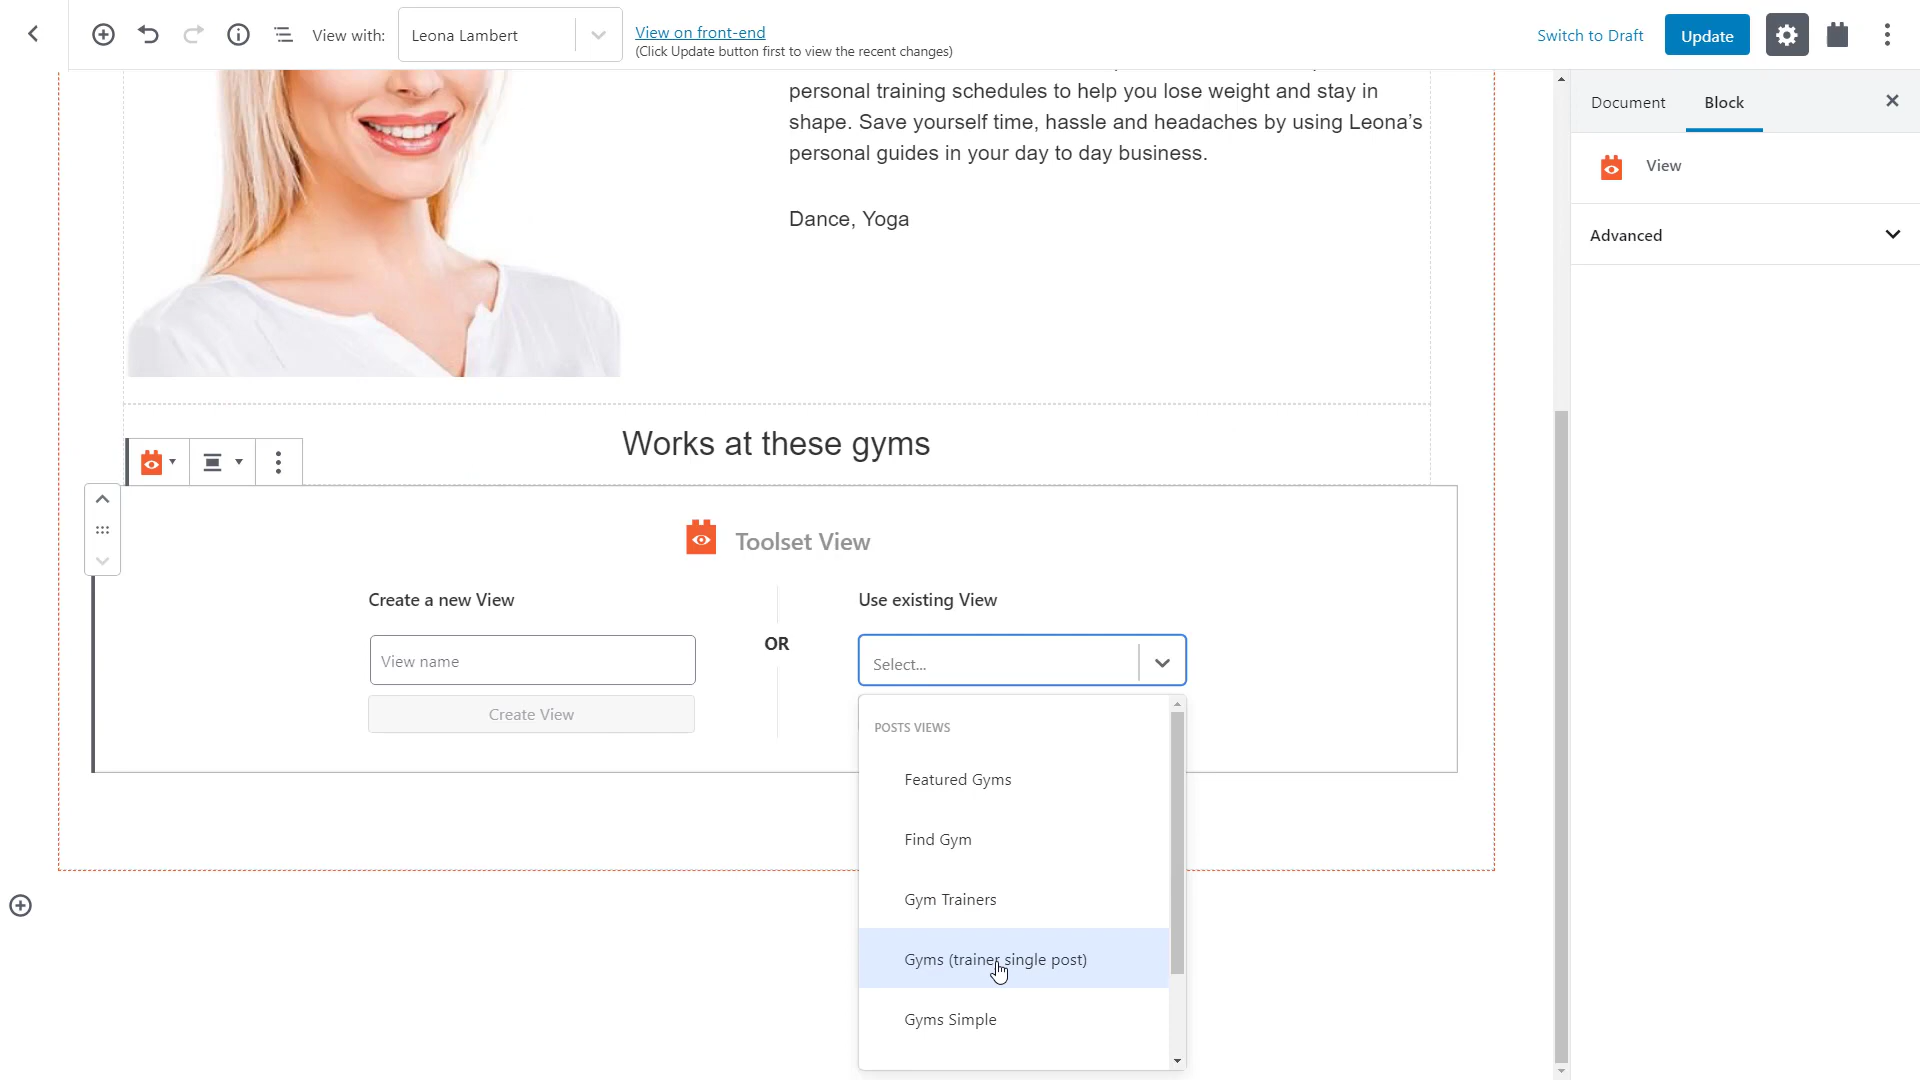 View with:
Leona Lambert
View on front-end
(Click Update button first to view the recent changes)
Switch to Draft
Update
personal training schedules to help you lose weight and stay in
shape. Save yourself time, hassle and headaches by using Leona's
personal guides in your day to day business.
Dance, Yoga
Works at these gyms
Toolset View
Create a new View
View name
Create View
OR
Use existing View
Select...
POSTS VIEWS
Featured Gyms
Find Gym
Gym Trainers
Gyms (trainer single post)
Gyms Simple
Document
Block
View
Advanced